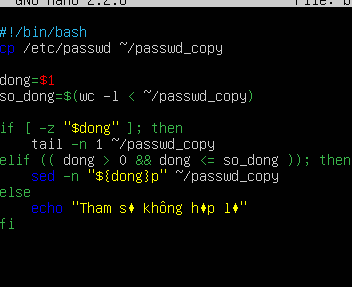 GNU nano 2.2.6 File: b
#!/bin/bash
cp /etc/passwd ~/passwd_copy
dong=$1
so_dong=$(wc -l < ~/passwd_copy)
if [ -z "$dong" ]; then
tail -n 1 ~/passwd_copy
elif (( dong > 0 && dong <= so_dong )); then
sed -n "${dong}p" ~/passwd_copy
else
echo "Tham s♦ không h♦p l♦"
fi